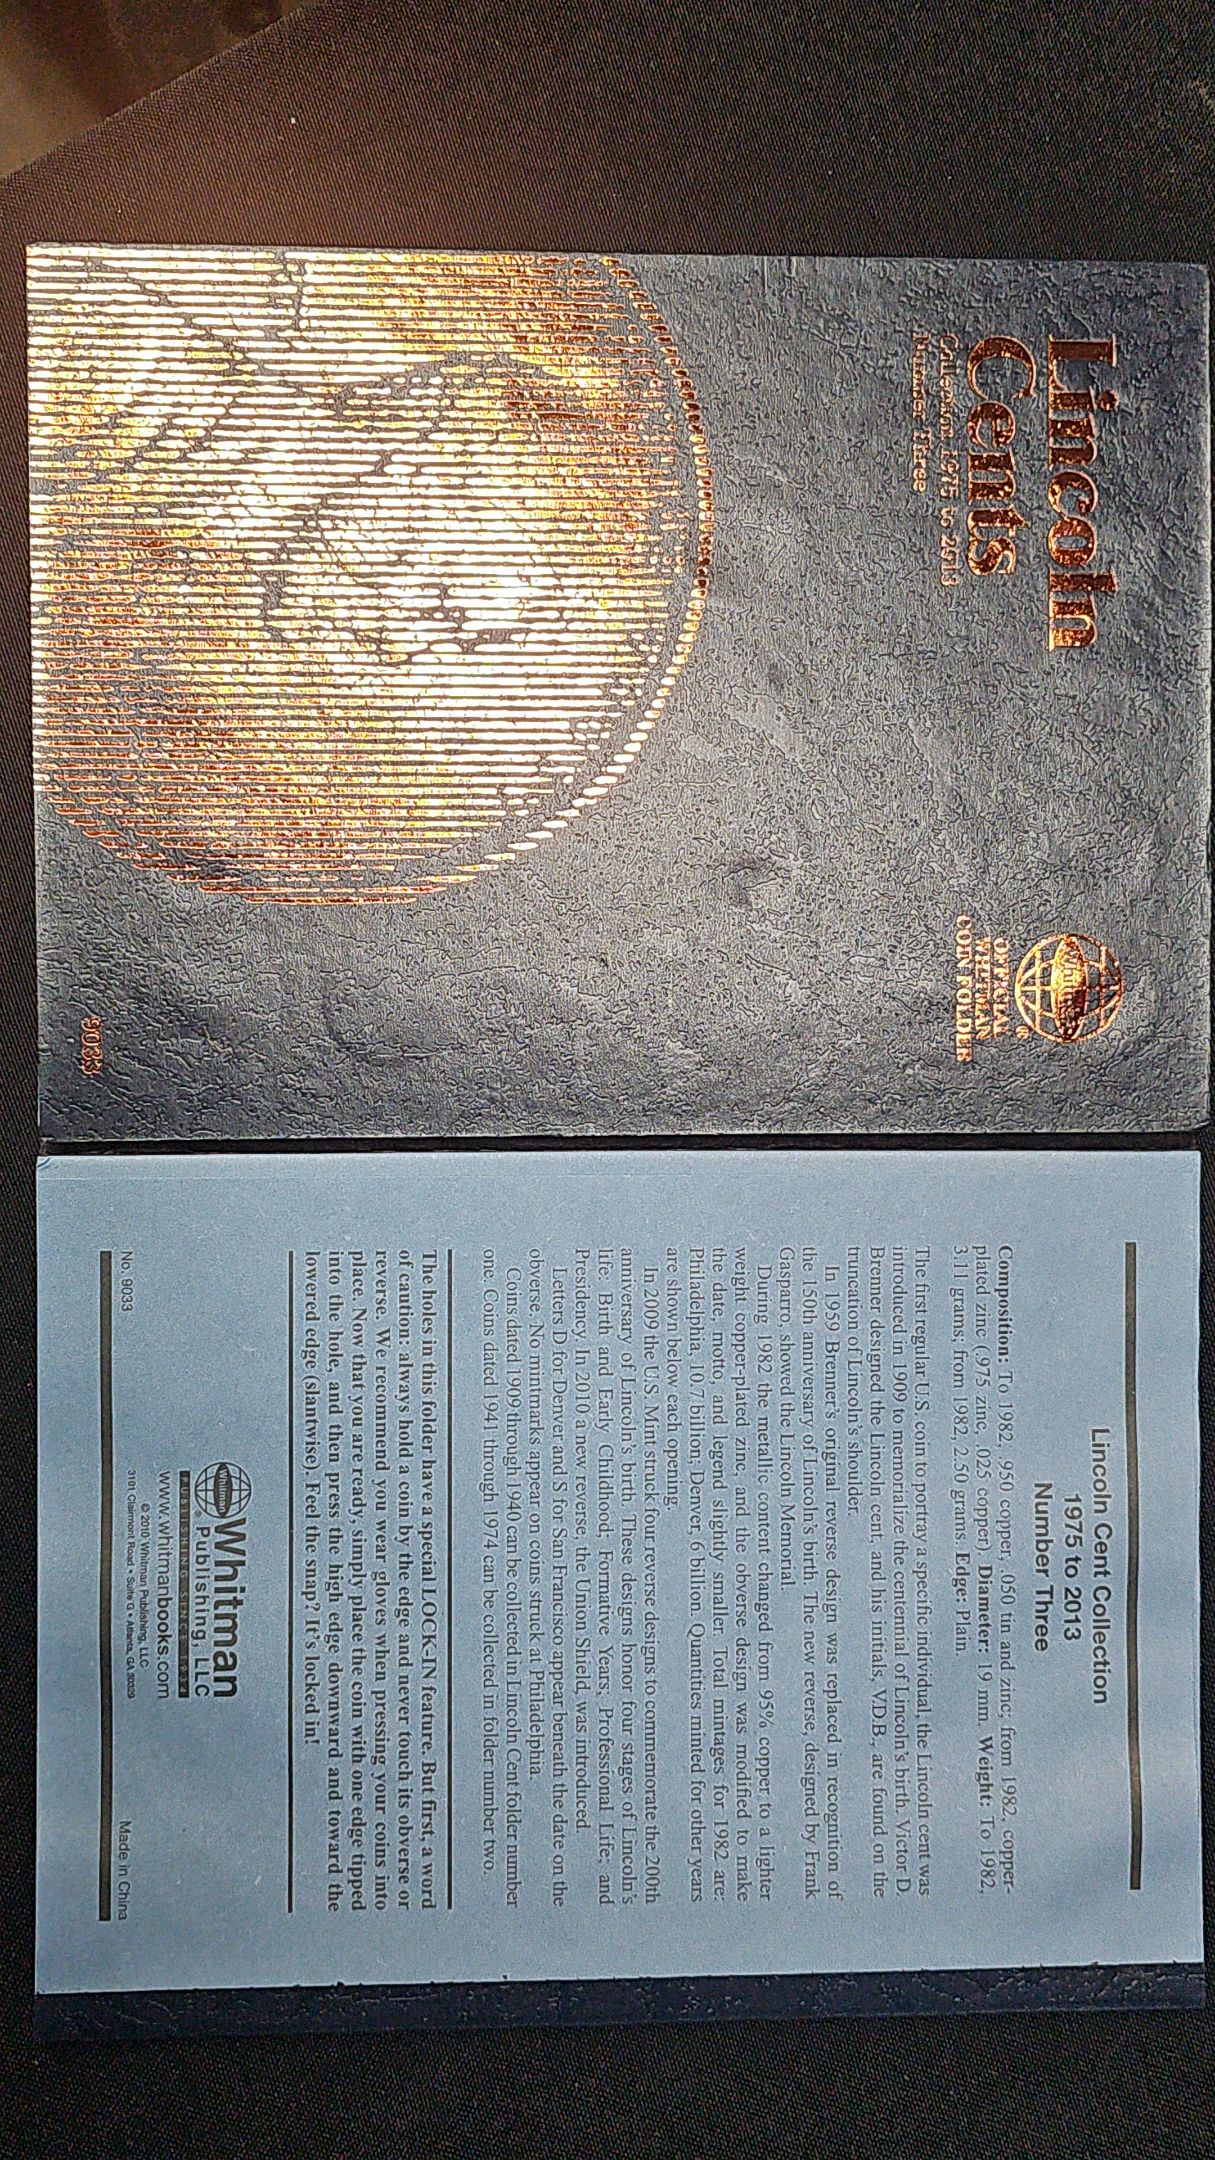 Lincoln
Cents
Collection 1975 to 2013
Number Three
Whitman
®
OFFICIAL
WHITMAN
COIN FOLDER
9033
Lincoln Cent Collection
1975 to 2013
Number Three
Composition: To 1982, .950 copper, .050 tin and zinc; from 1982, copper-
plated zinc (.975 zinc, .025 copper) Diameter: 19 mm. Weight: To 1982,
3.11 grams; from 1982, 2.50 grams. Edge: Plain.
The first regular U.S. coin to portray a specific individual, the Lincoln cent was
introduced in 1909 to memorialize the centennial of Lincoln's birth. Victor D.
Brenner designed the Lincoln cent, and his initials, V.D.B., are found on the
truncation of Lincoln's shoulder.
In 1959 Brenner's original reverse design was replaced in recognition of
the 150th anniversary of Lincoln's birth. The new reverse, designed by Frank
Gasparro, showed the Lincoln Memorial.
During 1982 the metallic content changed from 95% copper to a lighter
weight copper-plated zinc, and the obverse design was modified to make
the date, motto, and legend slightly smaller. Total mintages for 1982 are:
Philadelphia, 10.7 billion; Denver, 6 billion. Quantities minted for other years
are shown below each opening.
In 2009 the U.S. Mint struck four reverse designs to commemorate the 200th
anniversary of Lincoln's birth. These designs honor four stages of Lincoln's
life: Birth and Early Childhood; Formative Years; Professional Life; and
Presidency. In 2010 a new reverse, the Union Shield, was introduced.
Letters D for Denver and S for San Francisco appear beneath the date on the
obverse. No mintmarks appear on coins struck at Philadelphia.
Coins dated 1909 through 1940 can be collected in Lincoln Cent folder number
one. Coins dated 1941 through 1974 can be collected in folder number two.
The holes in this folder have a special LOCK-IN feature. But first, a word
of caution: always hold a coin by the edge and never touch its obverse or
reverse. We recommend you wear gloves when pressing your coins into
place. Now that you are ready, simply place the coin with one edge tipped
into the hole, and then press the high edge downward and toward the
lowered edge (slantwise). Feel the snap? It's locked in!
Whitman
Whitman
® Publishing, LLC
PUBLISHING SINCE 1934
www.whitmanbooks.com
© 2010 Whitman Publishing, LLC
3101 Clairmont Road • Suite G • Atlanta, GA 30329
No. 9033
Made in China